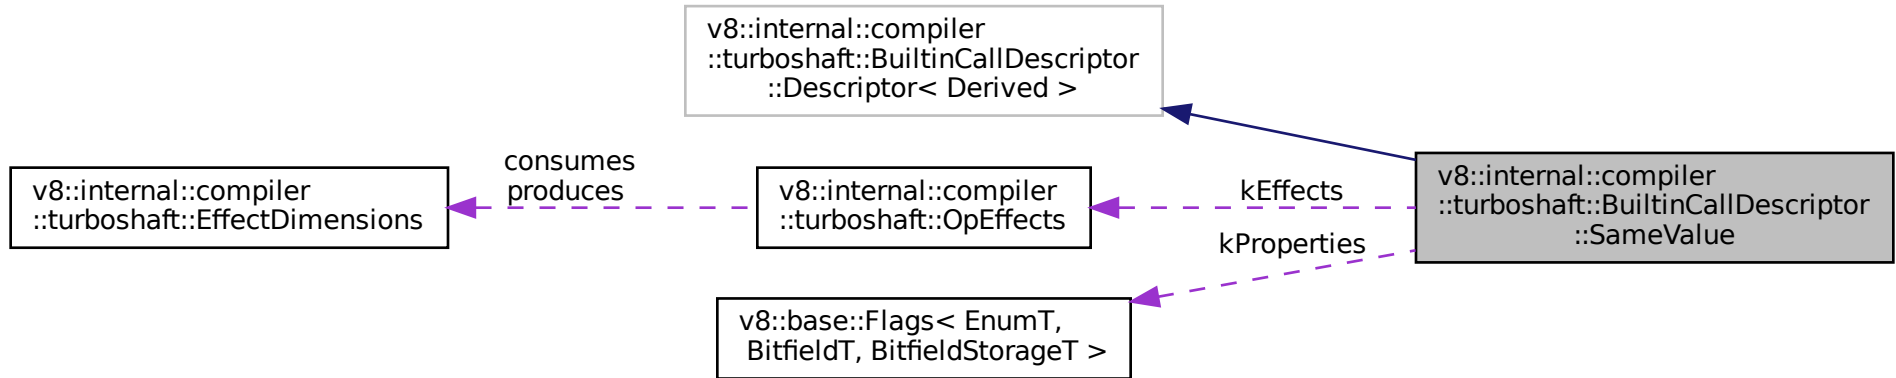 v8::internal::compiler
::turboshaft::BuiltinCallDescriptor
::Descriptor< Derived >
v8::internal::compiler
::turboshaft::EffectDimensions
consumes
produces
v8::internal::compiler
::turboshaft::OpEffects
kEffects
kProperties
v8::internal::compiler
::turboshaft::BuiltinCallDescriptor
::SameValue
v8::base::Flags< EnumT,
BitfieldT, BitfieldStorageT >